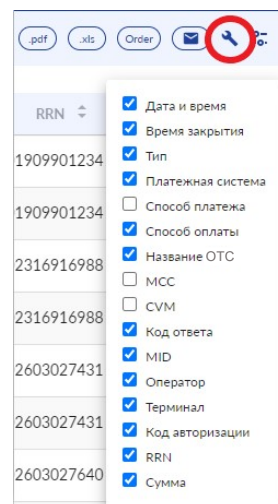 .pdf .xls Order
RRN
1909901234
1909901234
2316916988
2316916988
2603027431
2603027431
2603027640
Дата и время
Время закрытия
Тип
Платежная система
Способ платежа
Способ оплаты
Название ОТС
MCC
CVM
Код ответа
MID
Оператор
Терминал
Код авторизации
RRN
Сумма